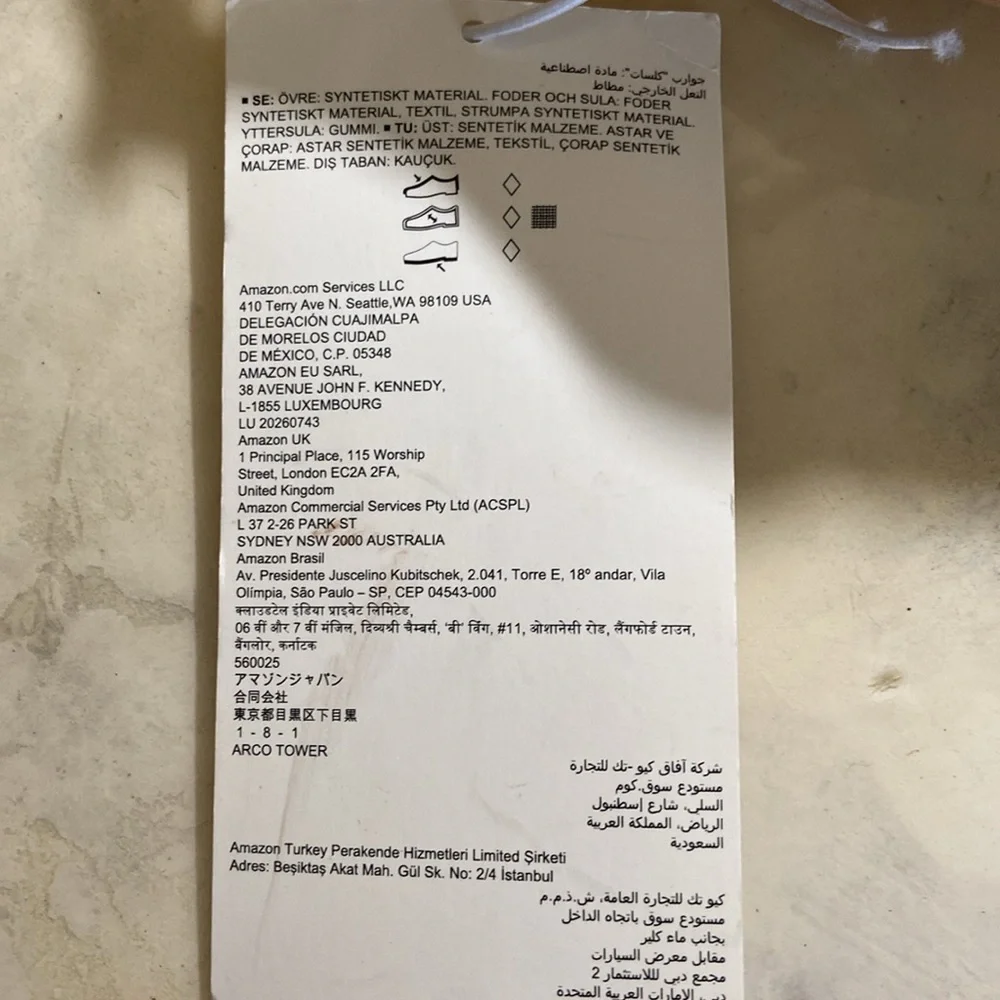 جوارب "كلسات": مادة اصطناعية
النعل الخارجي: مطاط
▪ SE: ÖVRE: SYNTETISKT MATERIAL. FODER OCH SULA: FODER
SYNTETISKT MATERIAL, TEXTIL, STRUMPA SYNTETISKT MATERIAL.
YTTERSULA: GUMMI. ▪ TU: ÜST: SENTETİK MALZEME. ASTAR VE
ÇORAP: ASTAR SENTETİK MALZEME, TEKSTİL, ÇORAP SENTETİK
MALZEME. DIŞ TABAN: KAUÇUK.
Amazon.com Services LLC
410 Terry Ave N. Seattle,WA 98109 USA
DELEGACIÓN CUAJIMALPA
DE MORELOS CIUDAD
DE MÉXICO, C.P. 05348
AMAZON EU SARL,
38 AVENUE JOHN F. KENNEDY,
L-1855 LUXEMBOURG
LU 20260743
Amazon UK
1 Principal Place, 115 Worship
Street, London EC2A 2FA,
United Kingdom
Amazon Commercial Services Pty Ltd (ACSPL)
L 37 2-26 PARK ST
SYDNEY NSW 2000 AUSTRALIA
Amazon Brasil
Av. Presidente Juscelino Kubitschek, 2.041, Torre E, 18º andar, Vila
Olímpia, São Paulo – SP, CEP 04543-000
क्लाउडटेल इंडिया प्राइवेट लिमिटेड,
06 वीं और 7 वीं मंजिल, दिव्यश्री चैम्बर्स, 'बी' विंग, #11, ओशानेसी रोड, लैंगफोर्ड टाउन,
बैंगलोर, कर्नाटक
560025
アマゾンジャパン
合同会社
東京都目黒区下目黒
1 - 8 - 1
ARCO TOWER
شركة آفاق كيو -تك للتجارة
مستودع سوق.كوم
السلي، شارع إسطنبول
الرياض، المملكة العربية
السعودية
Amazon Turkey Perakende Hizmetleri Limited Şirketi
Adres: Beşiktaş Akat Mah. Gül Sk. No: 2/4 İstanbul
كيو تك للتجارة العامة، ش.ذ.م.م
مستودع سوق باتجاه الداخل
بجانب ماء كلير
مقابل معرض السيارات
مجمع دبي لللاستثمار 2
دبي، الإمارات العربية المتحدة